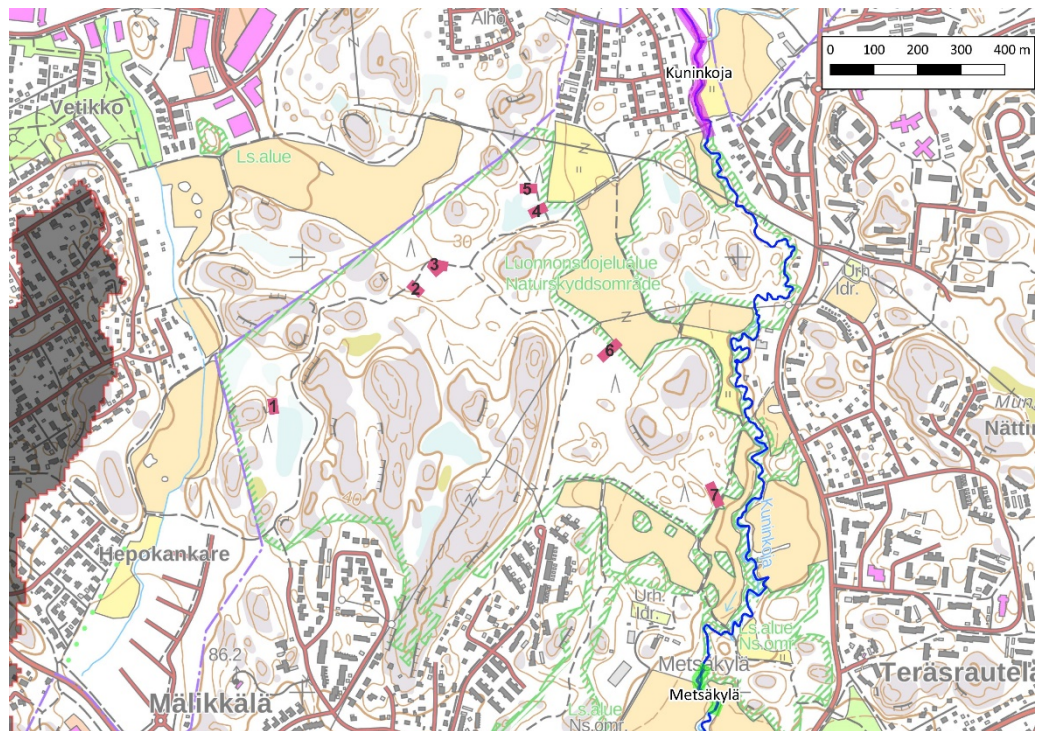 Alho
0 100 200 300 400 m
Kuninkoja
Vetikko
Ls.alue
5
4
30
3
2
Luonnonsuojelualue
Naturskyddsområde
Urh.
Idr.
6
1
Nättin
40
7
Kuninkoja
Hepokankare
Urh.
Idr.
Ls.alue
Ns.omr.
86.2
Metsäkylä
Teräsrautela
Mälikkälä
Metsäkylä
Ls.alue
Ns.omr.